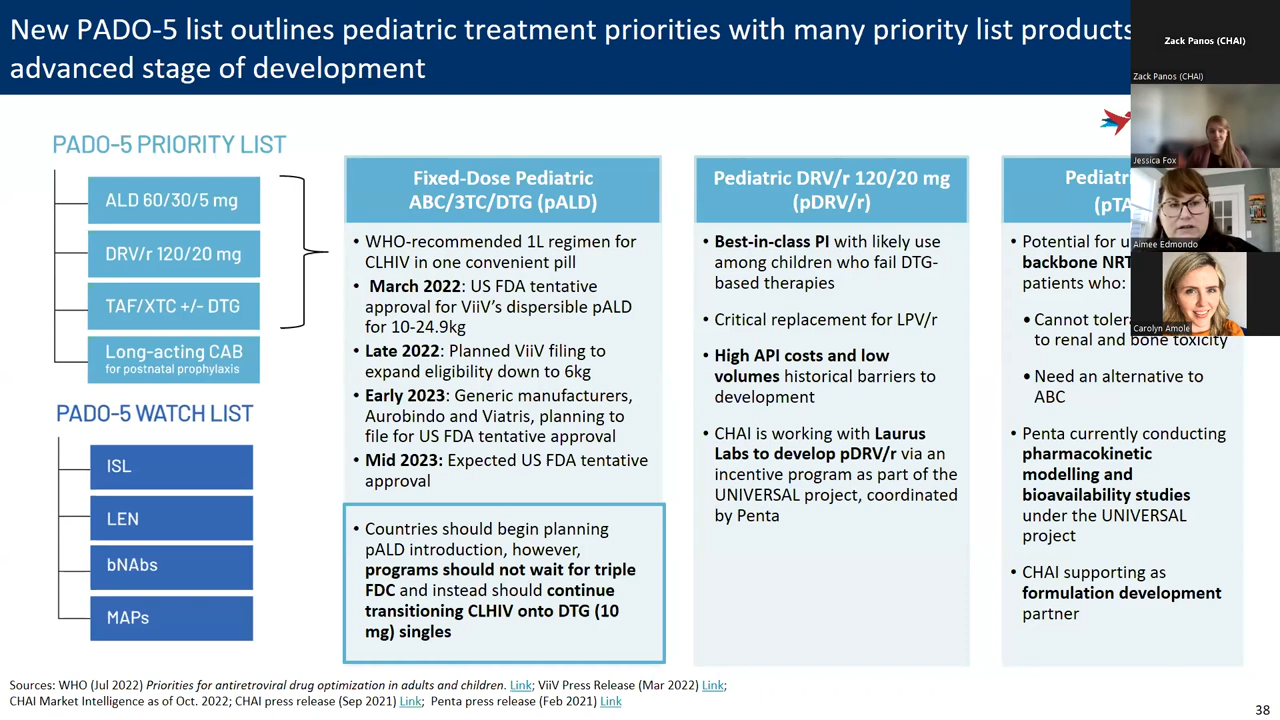 New PADO-5 list outlines pediatric treatment priorities with many priority list products
advanced stage of development
Zack Panos (CHAI)
Zack Panos (CHAI)
Jessica Fox
Aimee Edmondo
Carolyn Amole
PADO-5 PRIORITY LIST
ALD 60/30/5 mg
DRV/r 120/20 mg
TAF/XTC +/- DTG
Long-acting CAB
for postnatal prophylaxis
PADO-5 WATCH LIST
ISL
LEN
bNAbs
MAPs
Fixed-Dose Pediatric
ABC/3TC/DTG (pALD)
• WHO-recommended 1L regimen for
CLHIV in one convenient pill
• March 2022: US FDA tentative
approval for ViiV's dispersible pALD
for 10-24.9kg
• Late 2022: Planned ViiV filing to
expand eligibility down to 6kg
• Early 2023: Generic manufacturers,
Aurobindo and Viatris, planning to
file for US FDA tentative approval
• Mid 2023: Expected US FDA tentative
approval
• Countries should begin planning
pALD introduction, however,
programs should not wait for triple
FDC and instead should continue
transitioning CLHIV onto DTG (10
mg) singles
Pediatric DRV/r 120/20 mg
(pDRV/r)
• Best-in-class PI with likely use
among children who fail DTG-
based therapies
• Critical replacement for LPV/r
• High API costs and low
volumes historical barriers to
development
• CHAI is working with Laurus
Labs to develop pDRV/r via an
incentive program as part of the
UNIVERSAL project, coordinated
by Penta
• Potential for
backbone
patients who:
• Cannot
to renal and bone toxicity
• Need an alternative to
ABC
• Penta currently conducting
pharmacokinetic
modelling and
bioavailability studies
under the UNIVERSAL
project
• CHAI supporting as
formulation development
partner
Sources: WHO (Jul 2022) Priorities for antiretroviral drug optimization in adults and children. Link; ViiV Press Release (Mar 2022) Link;
CHAI Market Intelligence as of Oct. 2022; CHAI press release (Sep 2021) Link; Penta press release (Feb 2021) Link
38